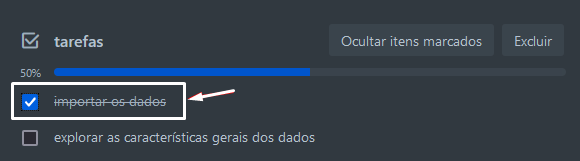 tarefas Ocultar itens marcados Excluir
50%
importar os dados
explorar as características gerais dos dados